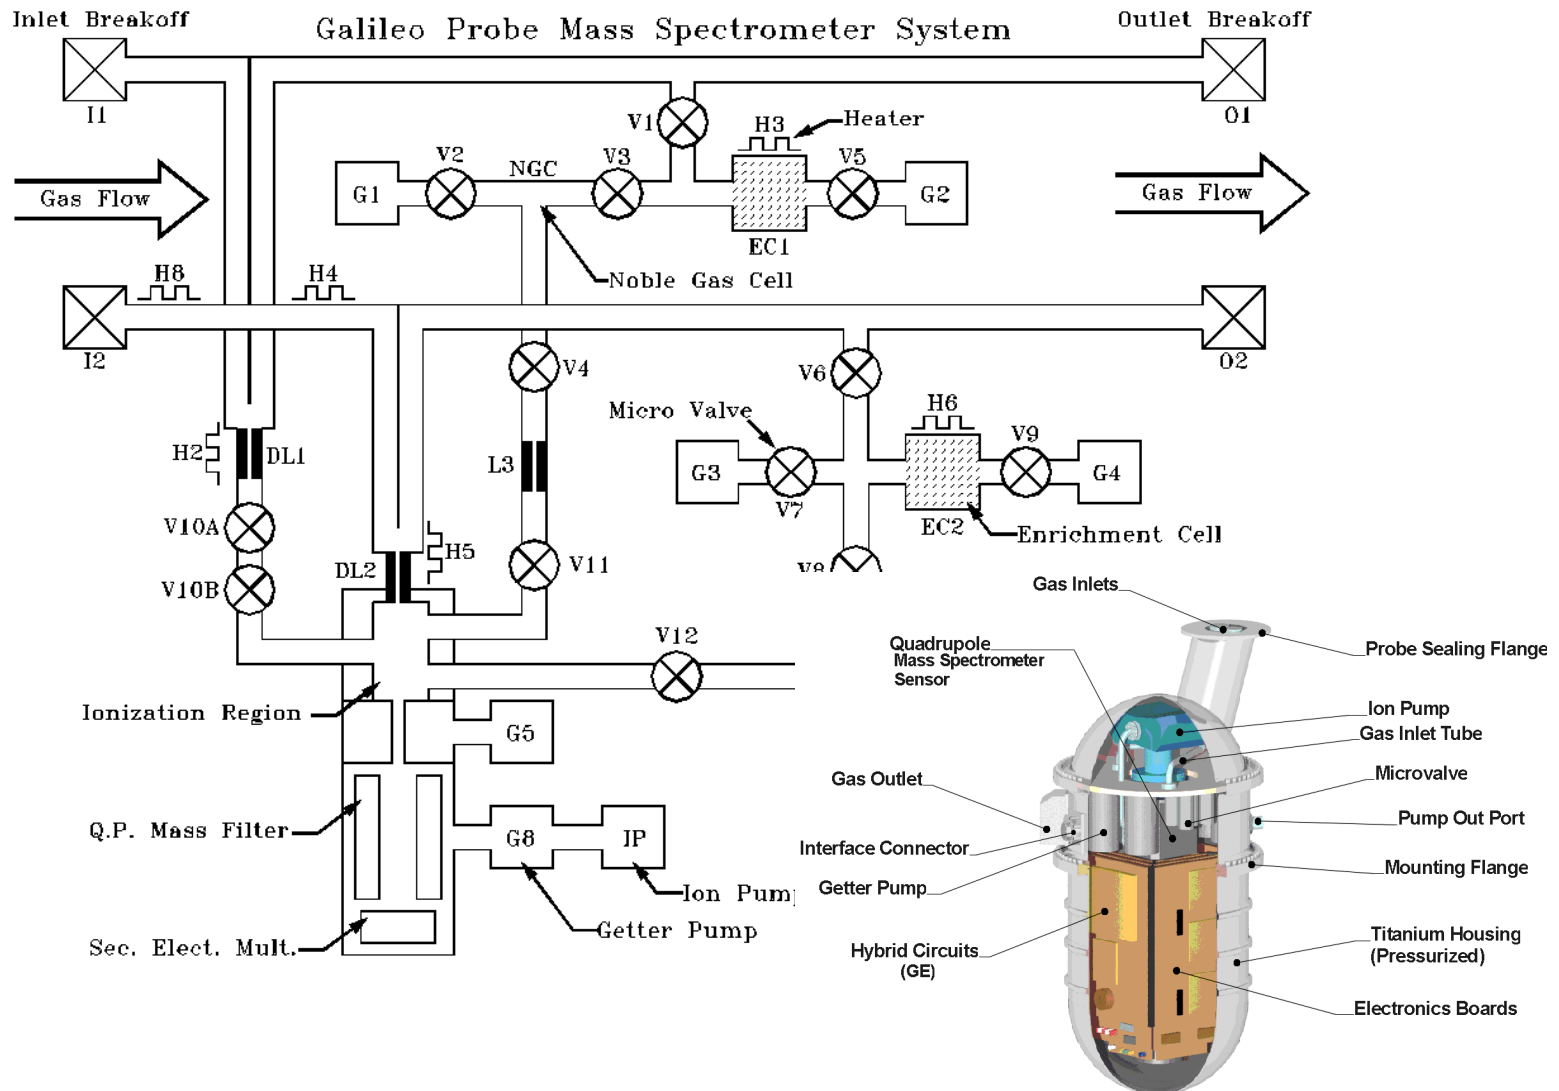 Inlet Breakoff
Galileo Probe Mass Spectrometer System
Outlet Breakoff
I1
O1
V1
H3
Heater
V2
NGC
V3
V5
G1
G2
Gas Flow
Gas Flow
EC1
Noble Gas Cell
H8
H4
I2
O2
V4
V6
H6
Micro Valve
V9
H2
DL1
L3
G3
G4
V7
V10A
EC2
Enrichment Cell
H5
DL2
V11
V8
V10B
V12
Ionization Region
G5
Q.P. Mass Filter
G8
IP
Ion Pump
Getter Pump
Sec. Elect. Mult.
Gas Inlets
Quadrupole
Mass Spectrometer
Sensor
Probe Sealing Flange
Ion Pump
Gas Inlet Tube
Gas Outlet
Microvalve
Pump Out Port
Interface Connector
Mounting Flange
Getter Pump
Hybrid Circuits
(GE)
Titanium Housing
(Pressurized)
Electronics Boards